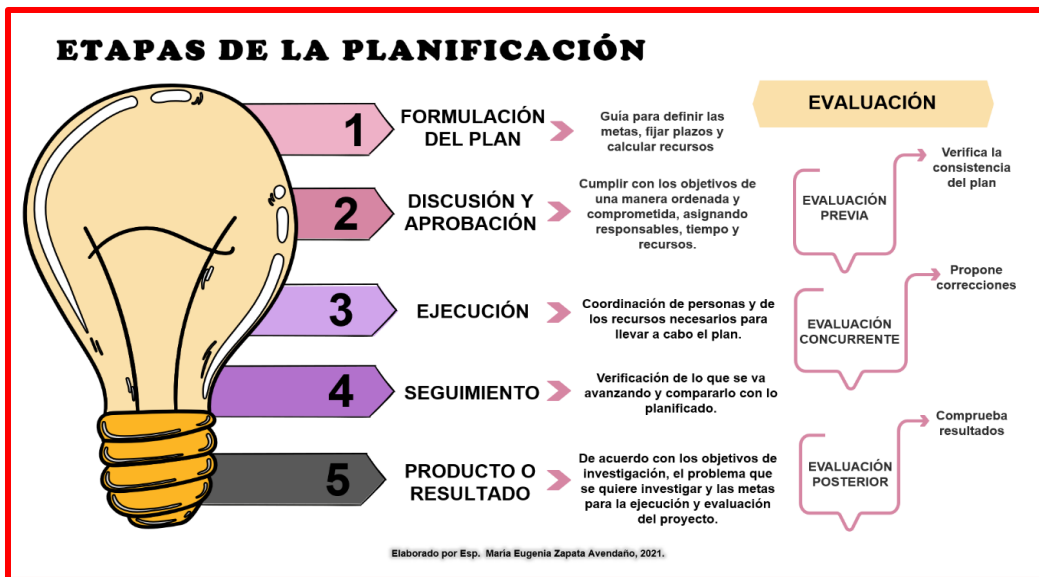 ETAPAS DE LA PLANIFICACIÓN
1
FORMULACIÓN
DEL PLAN
Guía para definir las
metas, fijar plazos y
calcular recursos
2
DISCUSIÓN Y
APROBACIÓN
Cumplir con los objetivos de
una manera ordenada y
comprometida, asignando
responsables, tiempo y
recursos.
3
EJECUCIÓN
Coordinación de personas y de
los recursos necesarios para
llevar a cabo el plan.
4
SEGUIMIENTO
Verificación de lo que se va
avanzando y compararlo con lo
planificado.
5
PRODUCTO O
RESULTADO
De acuerdo con los objetivos de
investigación, el problema que
se quiere investigar y las metas
para la ejecución y evaluación
del proyecto.
EVALUACIÓN
EVALUACIÓN
PREVIA
Verifica la
consistencia
del plan
EVALUACIÓN
CONCURRENTE
Propone
correcciones
EVALUACIÓN
POSTERIOR
Comprueba
resultados
Elaborado por Esp. María Eugenia Zapata Avendaño, 2021.